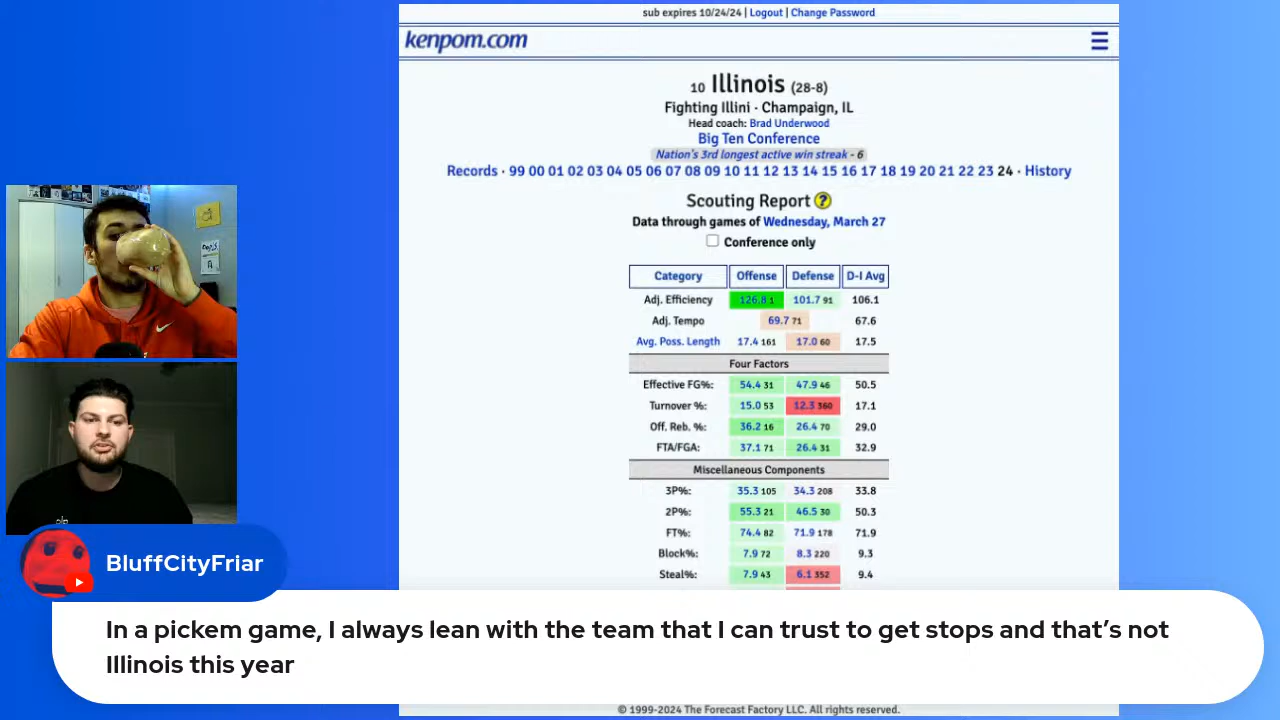 sub expires 10/24/24 | Logout | Change Password
kenpom.com
10 Illinois (28-8)
Fighting Illini · Champaign, IL
Head coach: Brad Underwood
Big Ten Conference
Nation's 3rd longest active win streak - 6
Records · 99 00 01 02 03 04 05 06 07 08 09 10 11 12 13 14 15 16 17 18 19 20 21 22 23 24 · History
Scouting Report ?
Data through games of Wednesday, March 27
Conference only
Category Offense Defense D-I Avg
Adj. Efficiency 126.8 1 101.7 91 106.1
Adj. Tempo 69.7 71 67.6
Avg. Poss. Length 17.4 161 17.0 60 17.5
Four Factors
Effective FG%: 54.4 31 47.9 46 50.5
Turnover %: 15.0 53 12.3 360 17.1
Off. Reb. %: 36.2 16 26.4 70 29.0
FTA/FGA: 37.1 71 26.4 31 32.9
Miscellaneous Components
3P%: 35.3 105 34.3 208 33.8
2P%: 55.3 21 46.5 30 50.3
FT%: 74.4 82 71.9 178 71.9
Block%: 7.9 72 8.3 220 9.3
Steal%: 7.9 43 6.1 352 9.4
BluffCityFriar
In a pickem game, I always lean with the team that I can trust to get stops and that's not
Illinois this year
© 1999-2024 The Forecast Factory LLC. All rights reserved.